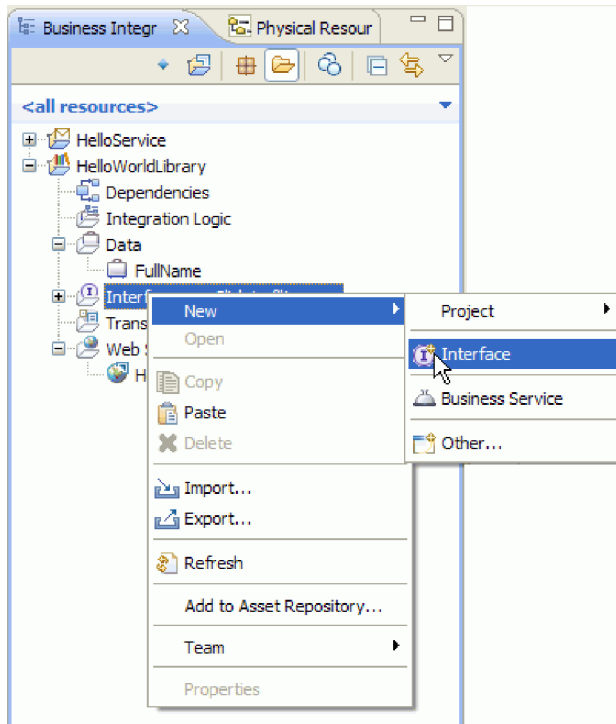 Business Integr
Physical Resour
<all resources>
HelloService
HelloWorldLibrary
Dependencies
Integration Logic
Data
FullName
Interf
Trans
Web
H
New
Open
Copy
Paste
Delete
Import...
Export...
Refresh
Add to Asset Repository...
Team
Properties
Project
Interface
Business Service
Other...